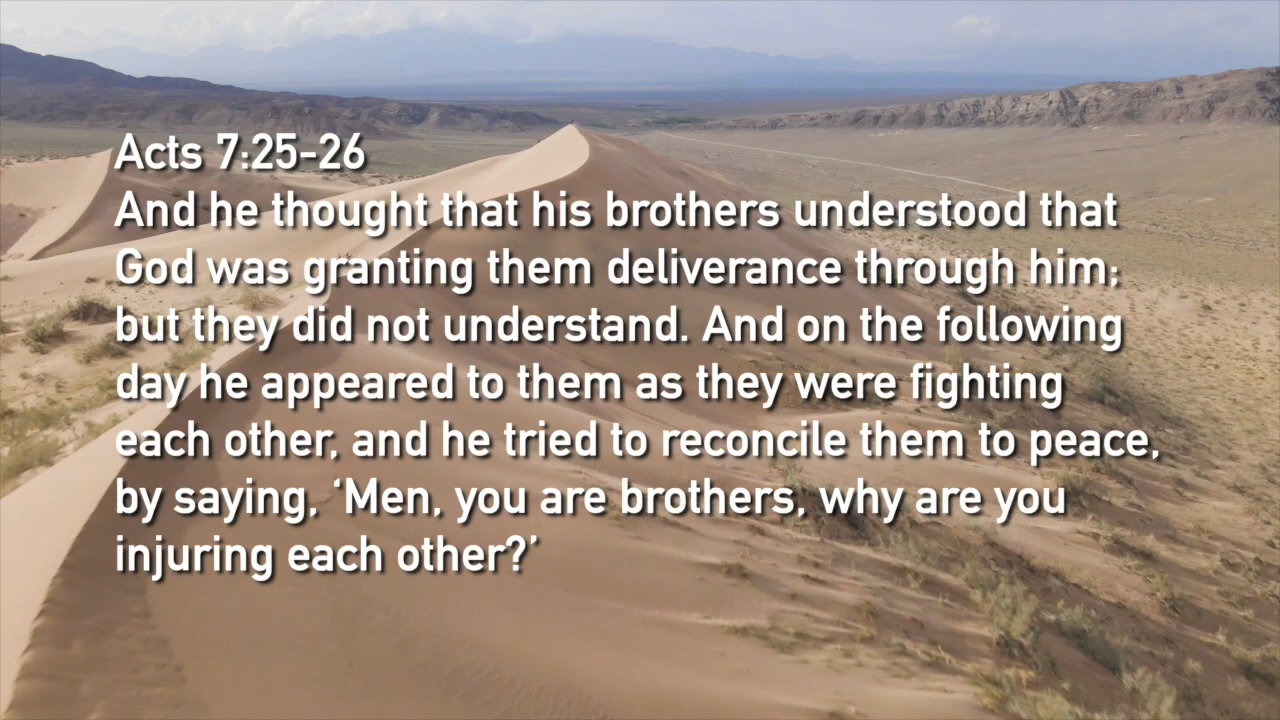 Acts 7:25-26
And he thought that his brothers understood that
God was granting them deliverance through him;
but they did not understand. And on the following
day he appeared to them as they were fighting
each other, and he tried to reconcile them to peace,
by saying, ‘Men, you are brothers, why are you
injuring each other?’